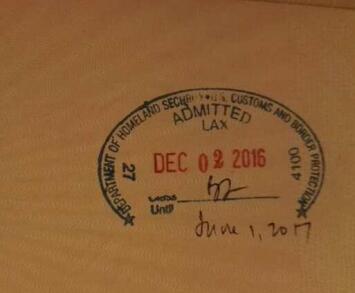 DEPARTMENT OF HOMELAND SECURITY U.S. CUSTOMS AND BORDER PROTECTION
ADMITTED
LAX
27
DEC 02 2016
4100
CLASS
Until
June 1, 2017